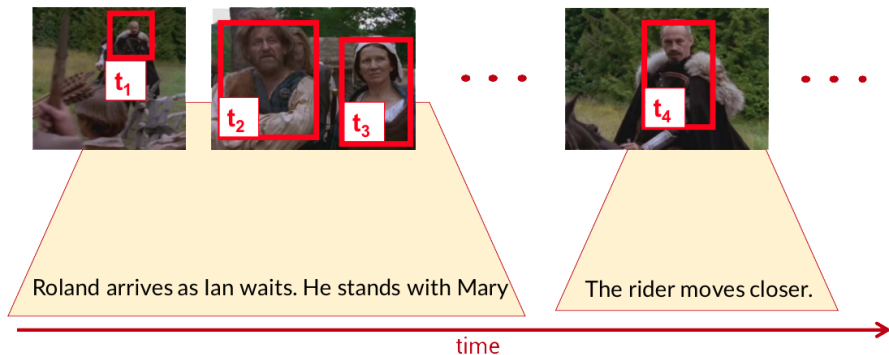 t1
t2
t3
t4
Roland arrives as Ian waits. He stands with Mary
The rider moves closer.
time